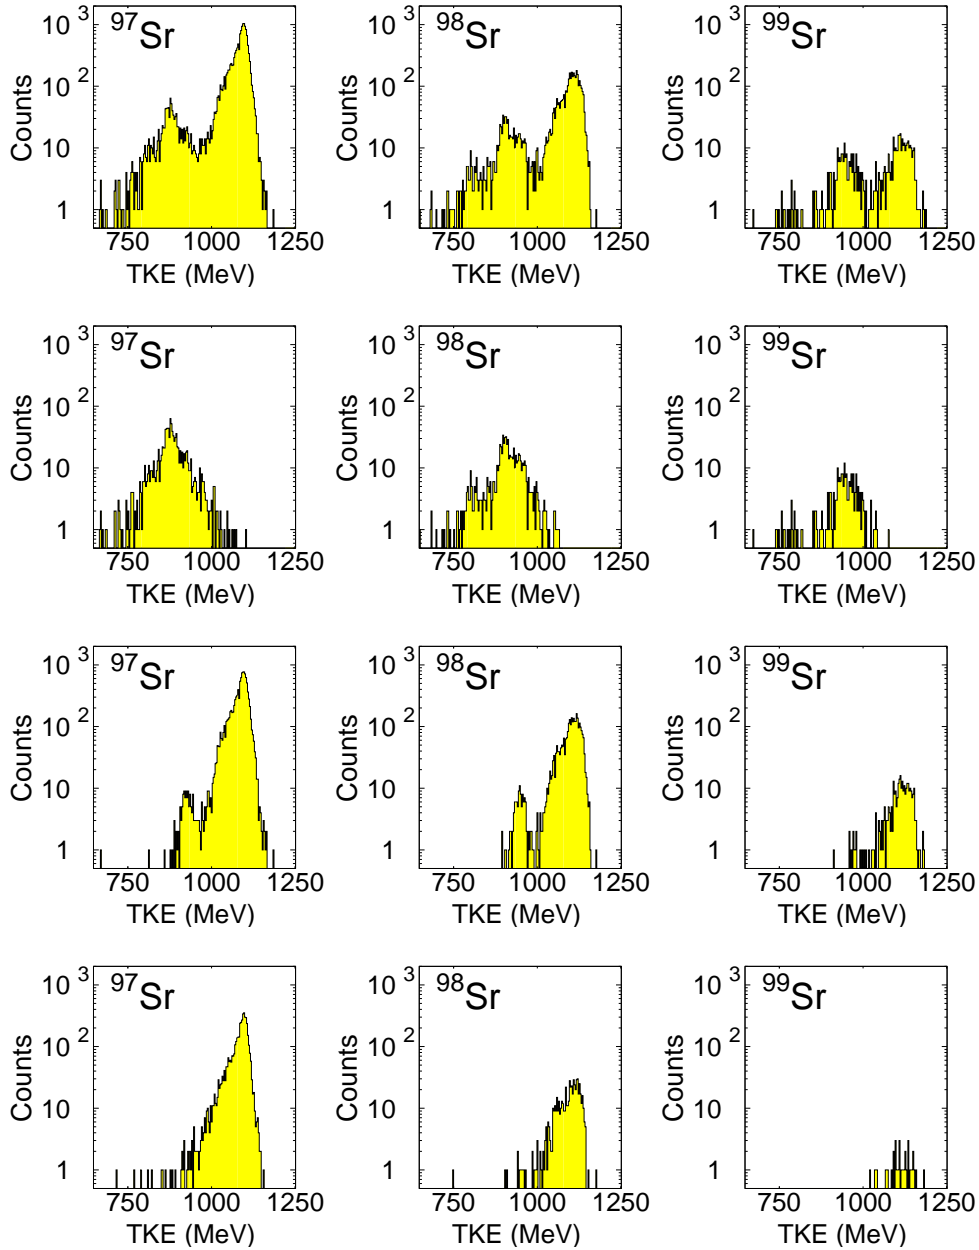 ⁹⁷Sr ⁹⁸Sr ⁹⁹Sr
10³ 10³ 10³
10² 10² 10²
10 10 10
1 1 1
Counts Counts Counts
750 1000 1250 750 1000 1250 750 1000 1250
TKE (MeV) TKE (MeV) TKE (MeV)
⁹⁷Sr ⁹⁸Sr ⁹⁹Sr
10³ 10³ 10³
10² 10² 10²
10 10 10
1 1 1
Counts Counts Counts
750 1000 1250 750 1000 1250 750 1000 1250
TKE (MeV) TKE (MeV) TKE (MeV)
⁹⁷Sr ⁹⁸Sr ⁹⁹Sr
10³ 10³ 10³
10² 10² 10²
10 10 10
1 1 1
Counts Counts Counts
750 1000 1250 750 1000 1250 750 1000 1250
TKE (MeV) TKE (MeV) TKE (MeV)
⁹⁷Sr ⁹⁸Sr ⁹⁹Sr
10³ 10³ 10³
10² 10² 10²
10 10 10
1 1 1
Counts Counts Counts
750 1000 1250 750 1000 1250 750 1000 1250
TKE (MeV) TKE (MeV) TKE (MeV)